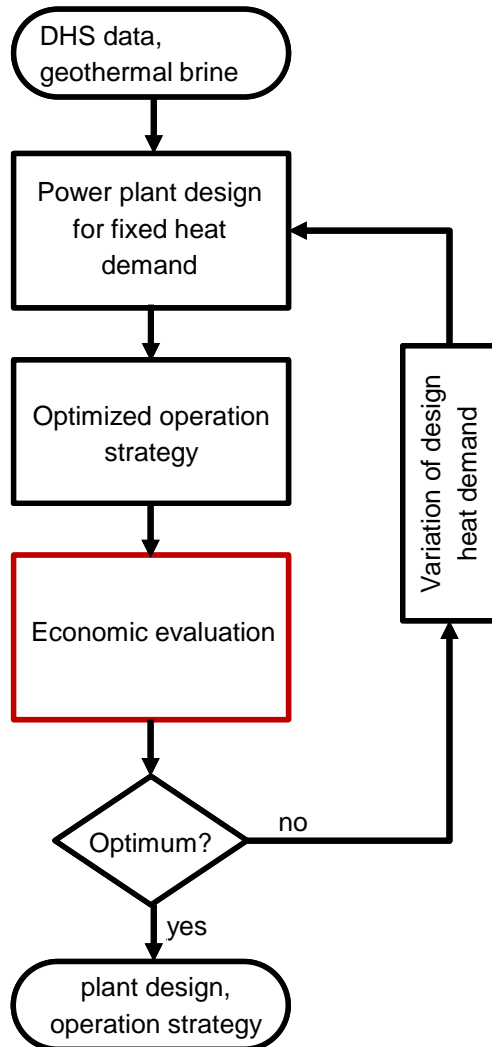 DHS data,
geothermal brine
Power plant design
for fixed heat
demand
Optimized operation
strategy
Variation of design
heat demand
Economic evaluation
Optimum?
no
yes
plant design,
operation strategy